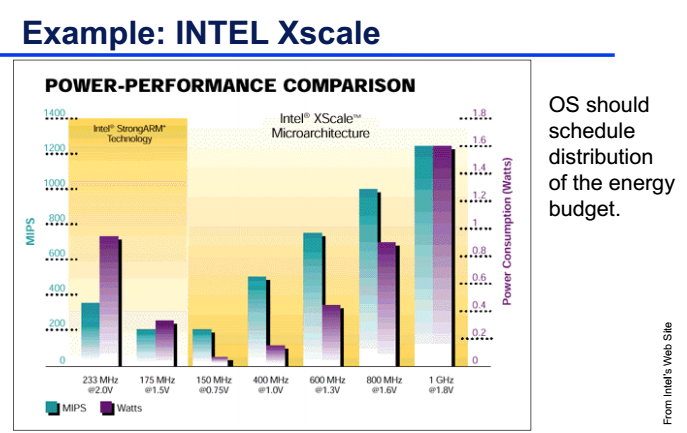 Example: INTEL Xscale
POWER-PERFORMANCE COMPARISON
Intel® StrongARM*
Technology
Intel® XScale™
Microarchitecture
MIPS
1400
1200
1000
800
600
400
200
0
1.8
1.6
1.4
1.2
1
0.8
0.6
0.4
0.2
0
Power Consumption (Watts)
233 MHz
@2.0V
175 MHz
@1.5V
150 MHz
@0.75V
400 MHz
@1.0V
600 MHz
@1.3V
800 MHz
@1.6V
1 GHz
@1.8V
MIPS
Watts
OS should
schedule
distribution
of the energy
budget.
From Intel's Web Site